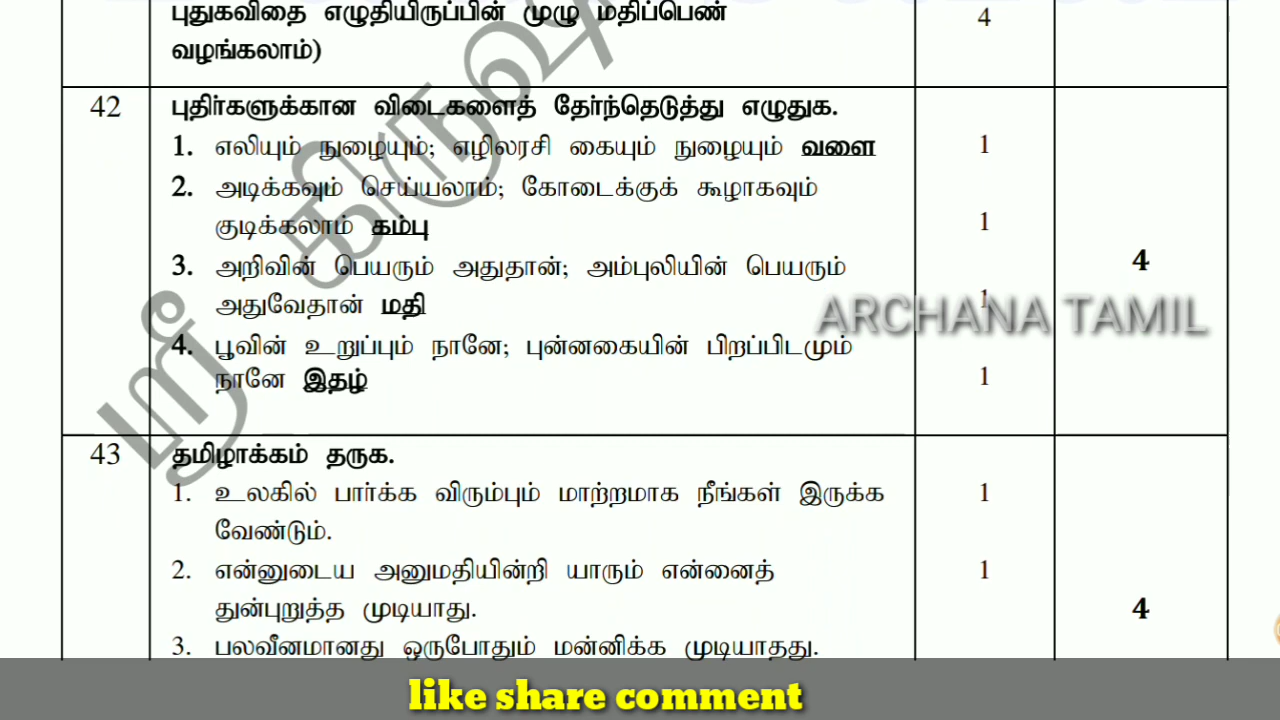 புதுகவிதை எழுதியிருப்பின் முழு மதிப்பெண் 4
வழங்கலாம்)
42 புதிர்களுக்கான விடைகளைத் தேர்ந்தெடுத்து எழுதுக.
1. எலியும் நுழையும்; எழிலரசி கையும் நுழையும் வளை 1
2. அடிக்கவும் செய்யலாம்; கோடைக்குக் கூழாகவும்
குடிக்கலாம் கம்பு 1
3. அறிவின் பெயரும் அதுதான்; அம்புலியின் பெயரும் 4
அதுவேதான் மதி 1
ARCHANA TAMIL
4. பூவின் உறுப்பும் நானே; புன்னகையின் பிறப்பிடமும்
நானே இதழ் 1
43 தமிழாக்கம் தருக.
1. உலகில் பார்க்க விரும்பும் மாற்றமாக நீங்கள் இருக்க 1
வேண்டும்.
2. என்னுடைய அனுமதியின்றி யாரும் என்னைத் 1
துன்புறுத்த முடியாது. 4
3. பலவீனமானது ஒருபோதும் மன்னிக்க முடியாதது.
like share comment